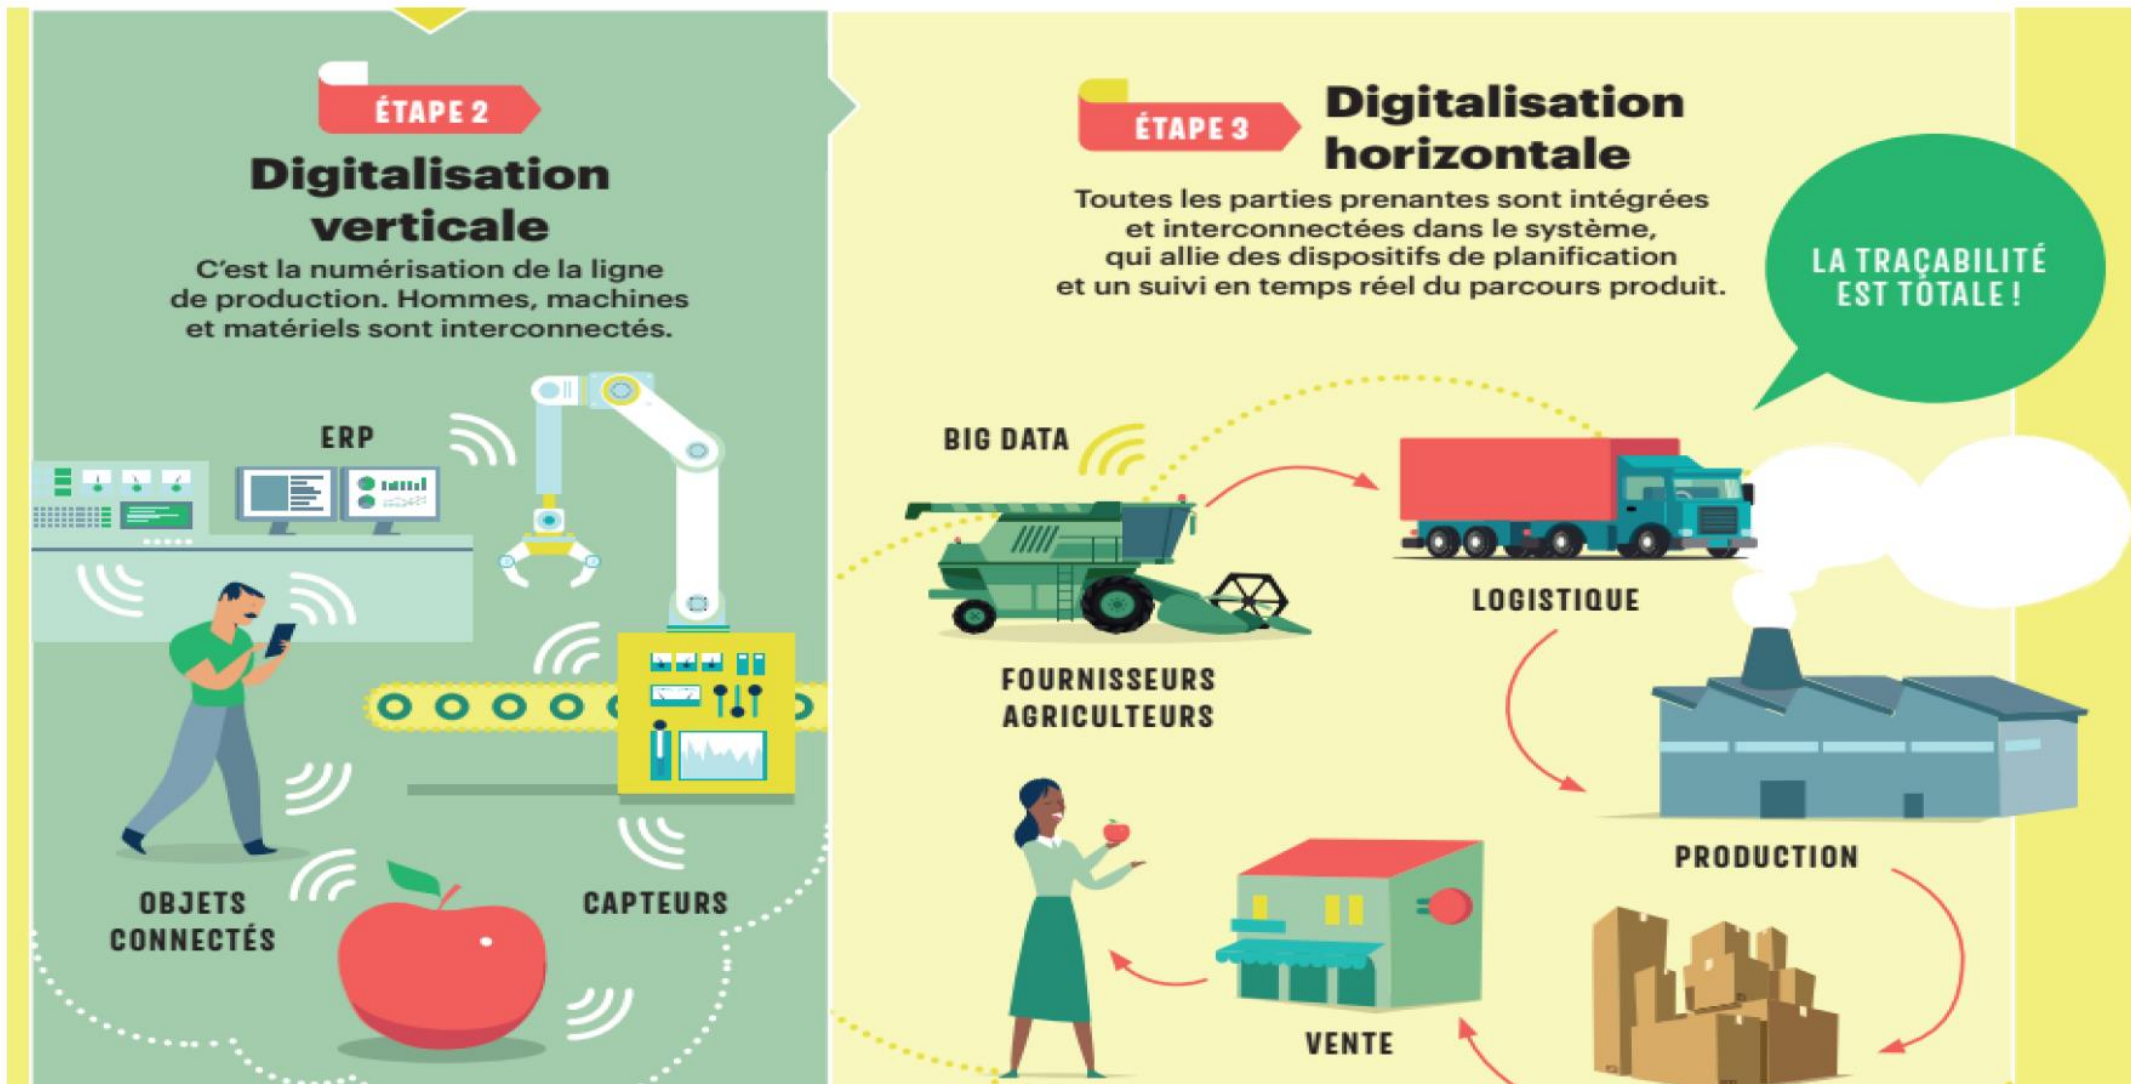 ÉTAPE 2
Digitalisation
verticale
C’est la numérisation de la ligne
de production. Hommes, machines
et matériels sont interconnectés.
ERP
OBJETS
CONNECTÉS
CAPTEURS
ÉTAPE 3
Digitalisation
horizontale
Toutes les parties prenantes sont intégrées
et interconnectées dans le système,
qui allie des dispositifs de planification
et un suivi en temps réel du parcours produit.
LA TRAÇABILITÉ
EST TOTALE !
BIG DATA
FOURNISSEURS
AGRICULTEURS
LOGISTIQUE
PRODUCTION
VENTE